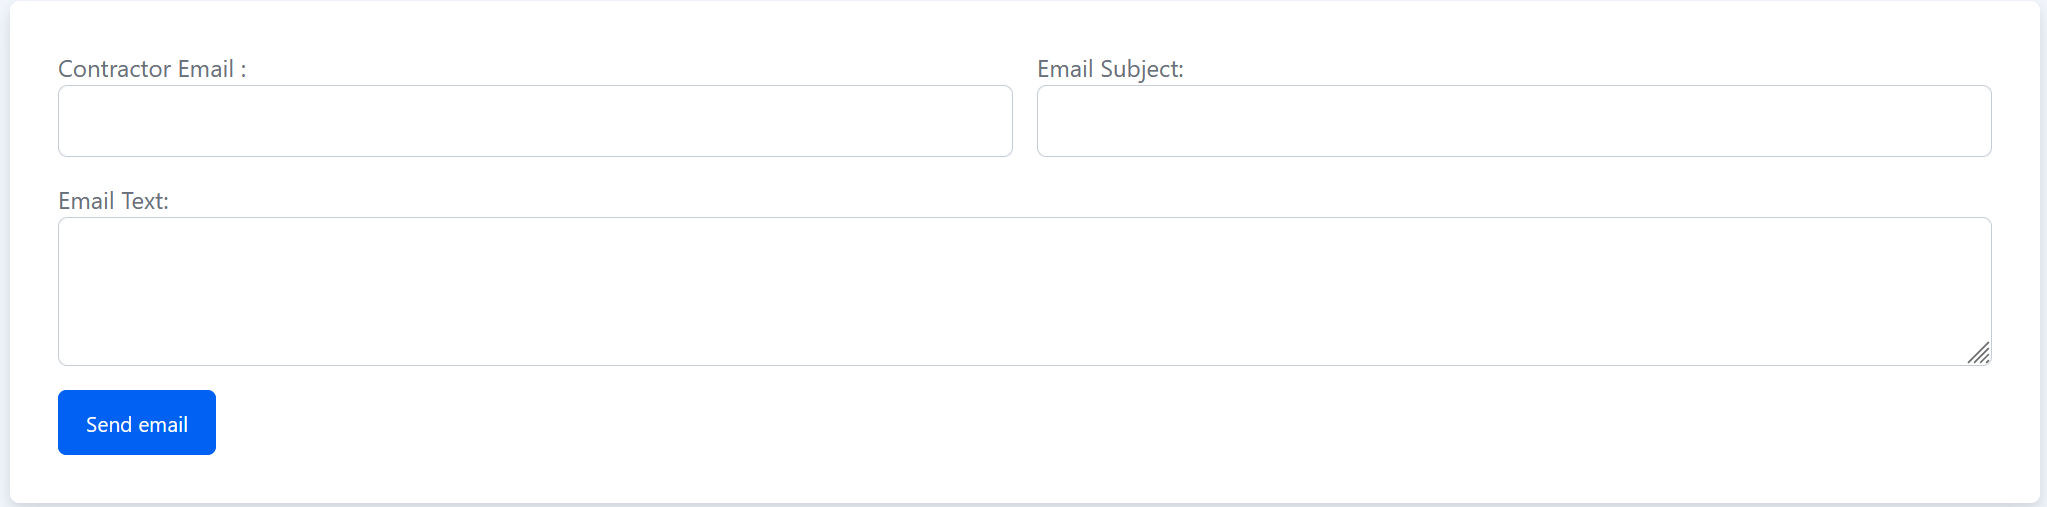 Contractor Email :
Email Subject:
Email Text:
Send email